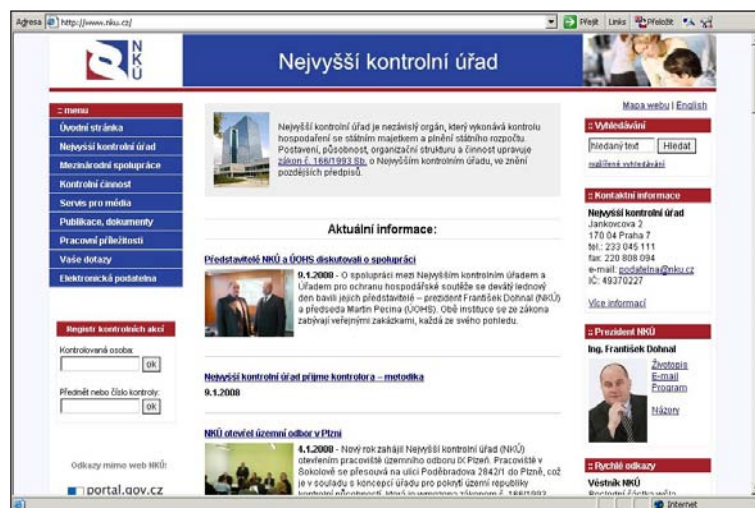 Adresa http://www.nku.cz/ Přejít Links Přeložit
NKÚ
Nejvyšší kontrolní úřad
Mapa webu | English
:: menu
Úvodní stránka
Nejvyšší kontrolní úřad
Mezinárodní spolupráce
Kontrolní činnost
Servis pro média
Publikace, dokumenty
Pracovní příležitosti
Vaše dotazy
Elektronická podatelna
Registr kontrolních akcí
Kontrolovaná osoba:
ok
Předmět nebo číslo kontroly:
ok
Odkazy mimo web NKÚ:
portal.gov.cz
Nejvyšší kontrolní úřad je nezávislý orgán, který vykonává kontrolu
hospodaření se státním majetkem a plnění státního rozpočtu.
Postavení, působnost, organizační strukturu a činnost upravuje
zákon č. 166/1993 Sb. o Nejvyšším kontrolním úřadu, ve znění
pozdějších předpisů.
Aktuální informace:
Představitelé NKÚ a ÚOHS diskutovali o spolupráci
9.1.2008 - O spolupráci mezi Nejvyšším kontrolním úřadem a
Úřadem pro ochranu hospodářské soutěže se devátý lednový
den bavili jejich představitelé – prezident František Dohnal (NKÚ)
a předseda Martin Pecina (ÚOHS). Obě instituce se ze zákona
zabývají veřejnými zakázkami, každá ze svého pohledu.
Nejvyšší kontrolní úřad přijme kontrolora – metodika
9.1.2008
NKÚ otevřel územní odbor v Plzni
4.1.2008 - Nový rok zahájil Nejvyšší kontrolní úřad (NKÚ)
otevřením pracoviště územního odboru IX Plzeň. Pracoviště v
Sokolově se přesouvá na ulici Poděbradova 2842/1 do Plzně, což
je v souladu s koncepcí úřadu pro pokrytí území republiky
kontrolní působností, která je vymezena zákonem č. 166/1993
:: Vyhledávání
hledaný text Hledat
rozšířené vyhledávání
:: Kontaktní informace
Nejvyšší kontrolní úřad
Jankovcova 2
170 04 Praha 7
tel.: 233 045 111
fax: 220 808 094
e-mail: podatelna@nku.cz
IČ: 49370227
Více informací
:: Prezident NKÚ
Ing. František Dohnal
Životopis
E-mail
Program
Názory
:: Rychlé odkazy
Věstník NKÚ
Internet